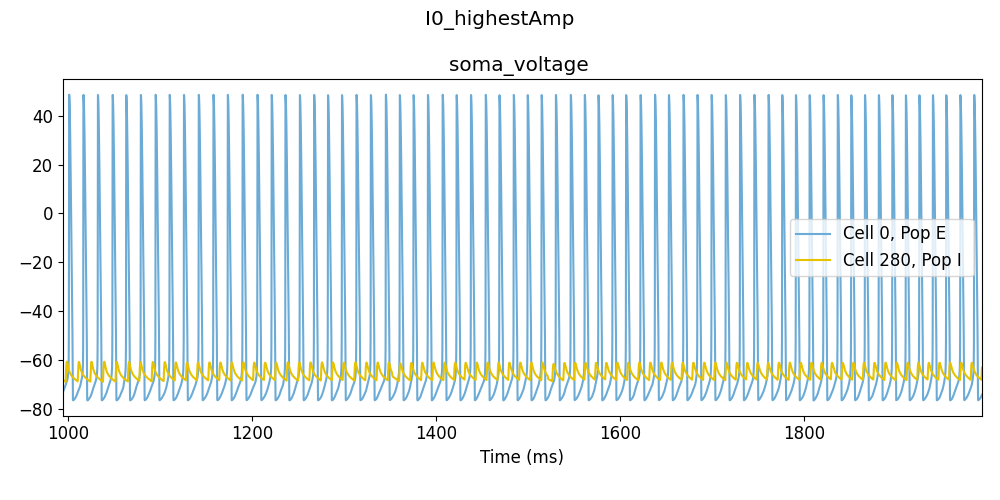 I0_highestAmp
soma_voltage
40
20
0
−20
−40
−60
−80
Cell 0, Pop E
Cell 280, Pop I
1000 1200 1400 1600 1800
Time (ms)